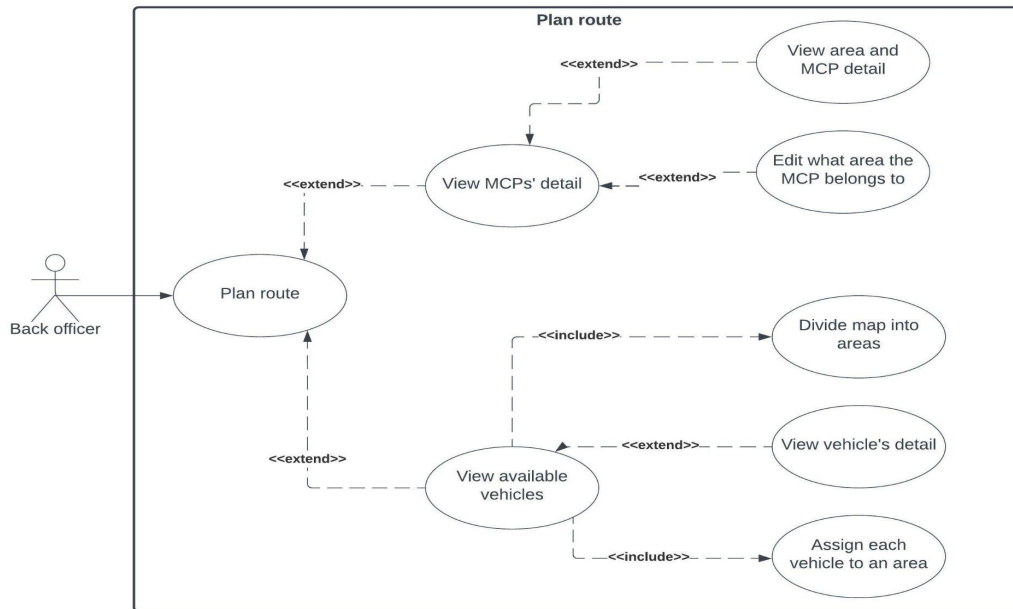 Plan route
View area and
MCP detail
<<extend>>
Edit what area the
MCP belongs to
<<extend>>
View MCPs' detail
<<extend>>
Plan route
Back officer
<<include>>
Divide map into
areas
<<extend>>
View vehicle's detail
<<extend>>
View available
vehicles
<<include>>
Assign each
vehicle to an area